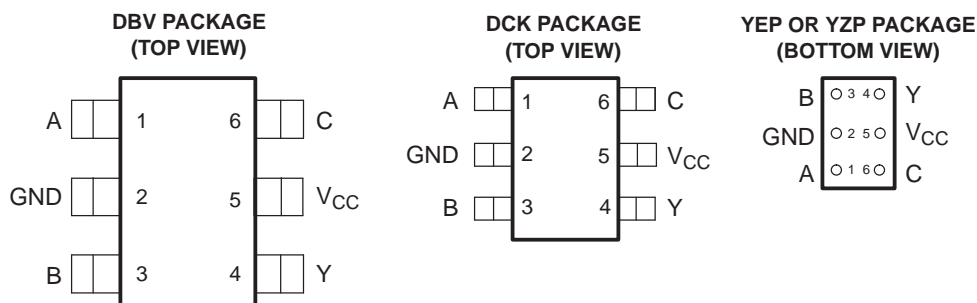 DBV PACKAGE
(TOP VIEW)
A 1 6 C
GND 2 5 VCC
B 3 4 Y
DCK PACKAGE
(TOP VIEW)
A 1 6 C
GND 2 5 VCC
B 3 4 Y
YEP OR YZP PACKAGE
(BOTTOM VIEW)
B 3 4 Y
GND 2 5 VCC
A 1 6 C